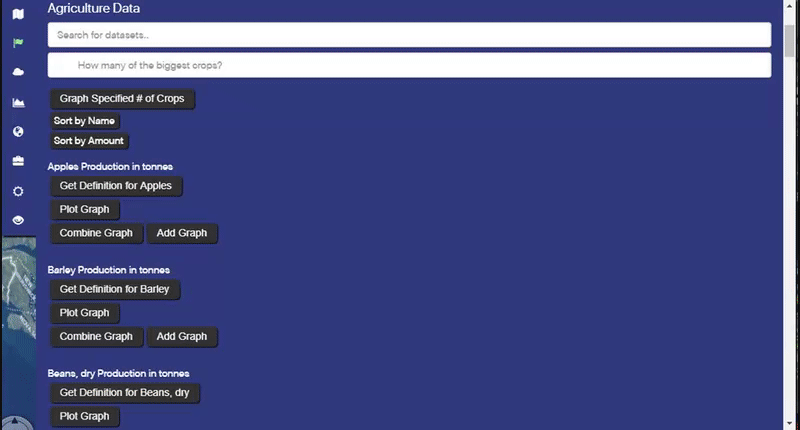 Agriculture Data
Search for datasets..
How many of the biggest crops?
Graph Specified # of Crops
Sort by Name
Sort by Amount
Apples Production in tonnes
Get Definition for Apples
Plot Graph
Combine Graph Add Graph
Barley Production in tonnes
Get Definition for Barley
Plot Graph
Combine Graph Add Graph
Beans, dry Production in tonnes
Get Definition for Beans, dry
Plot Graph